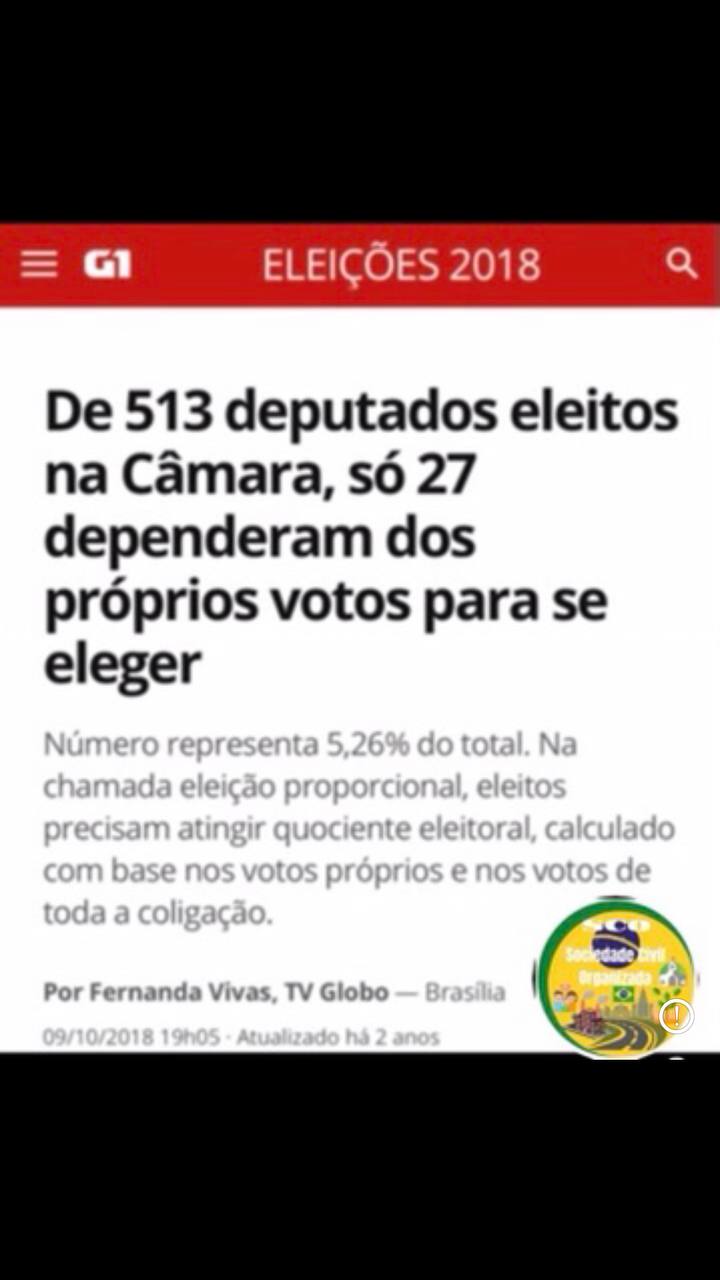 G1 ELEIÇÕES 2018
De 513 deputados eleitos
na Câmara, só 27
dependeram dos
próprios votos para se
eleger
Número representa 5,26% do total. Na
chamada eleição proporcional, eleitos
precisam atingir quociente eleitoral, calculado
com base nos votos próprios e nos votos de
toda a coligação.
SCO
Sociedade Civil
Organizada
Por Fernanda Vivas, TV Globo — Brasília
09/10/2018 19h05 · Atualizado há 2 anos